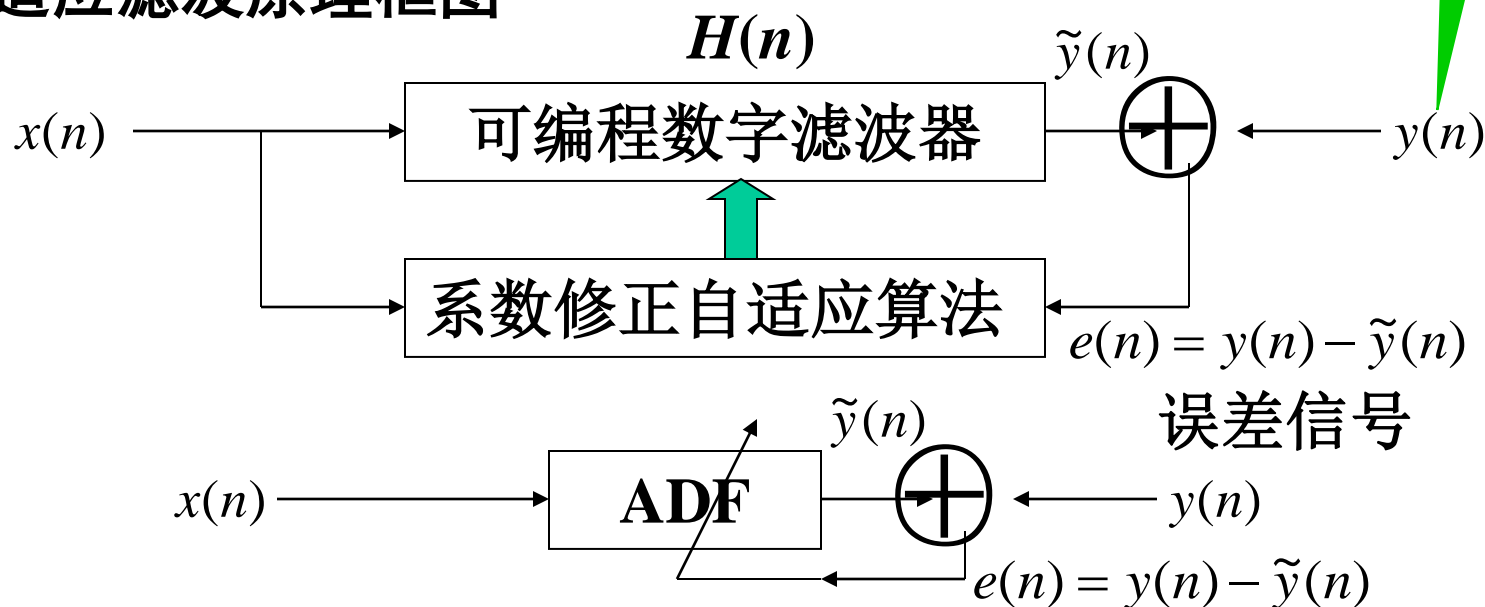 适应滤波原理框图
H(n)
ỹ(n)
x(n)
可编程数字滤波器
y(n)
系数修正自适应算法
e(n) = y(n) − ỹ(n)
误差信号
ỹ(n)
x(n)
ADF
y(n)
e(n) = y(n) − ỹ(n)